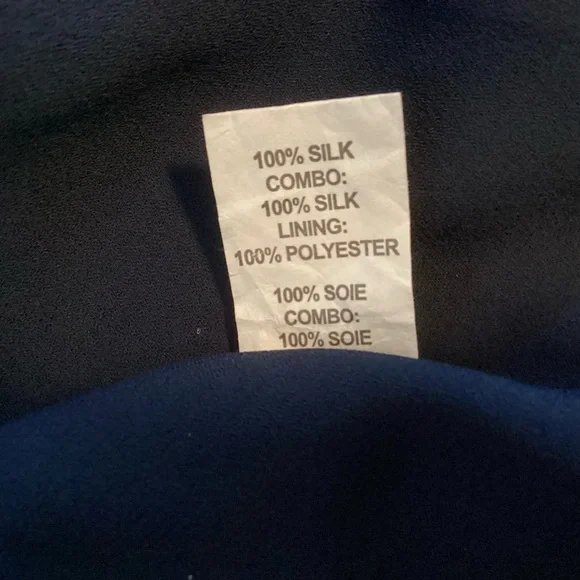 100% SILK
COMBO:
100% SILK
LINING:
100% POLYESTER
100% SOIE
COMBO:
100% SOIE